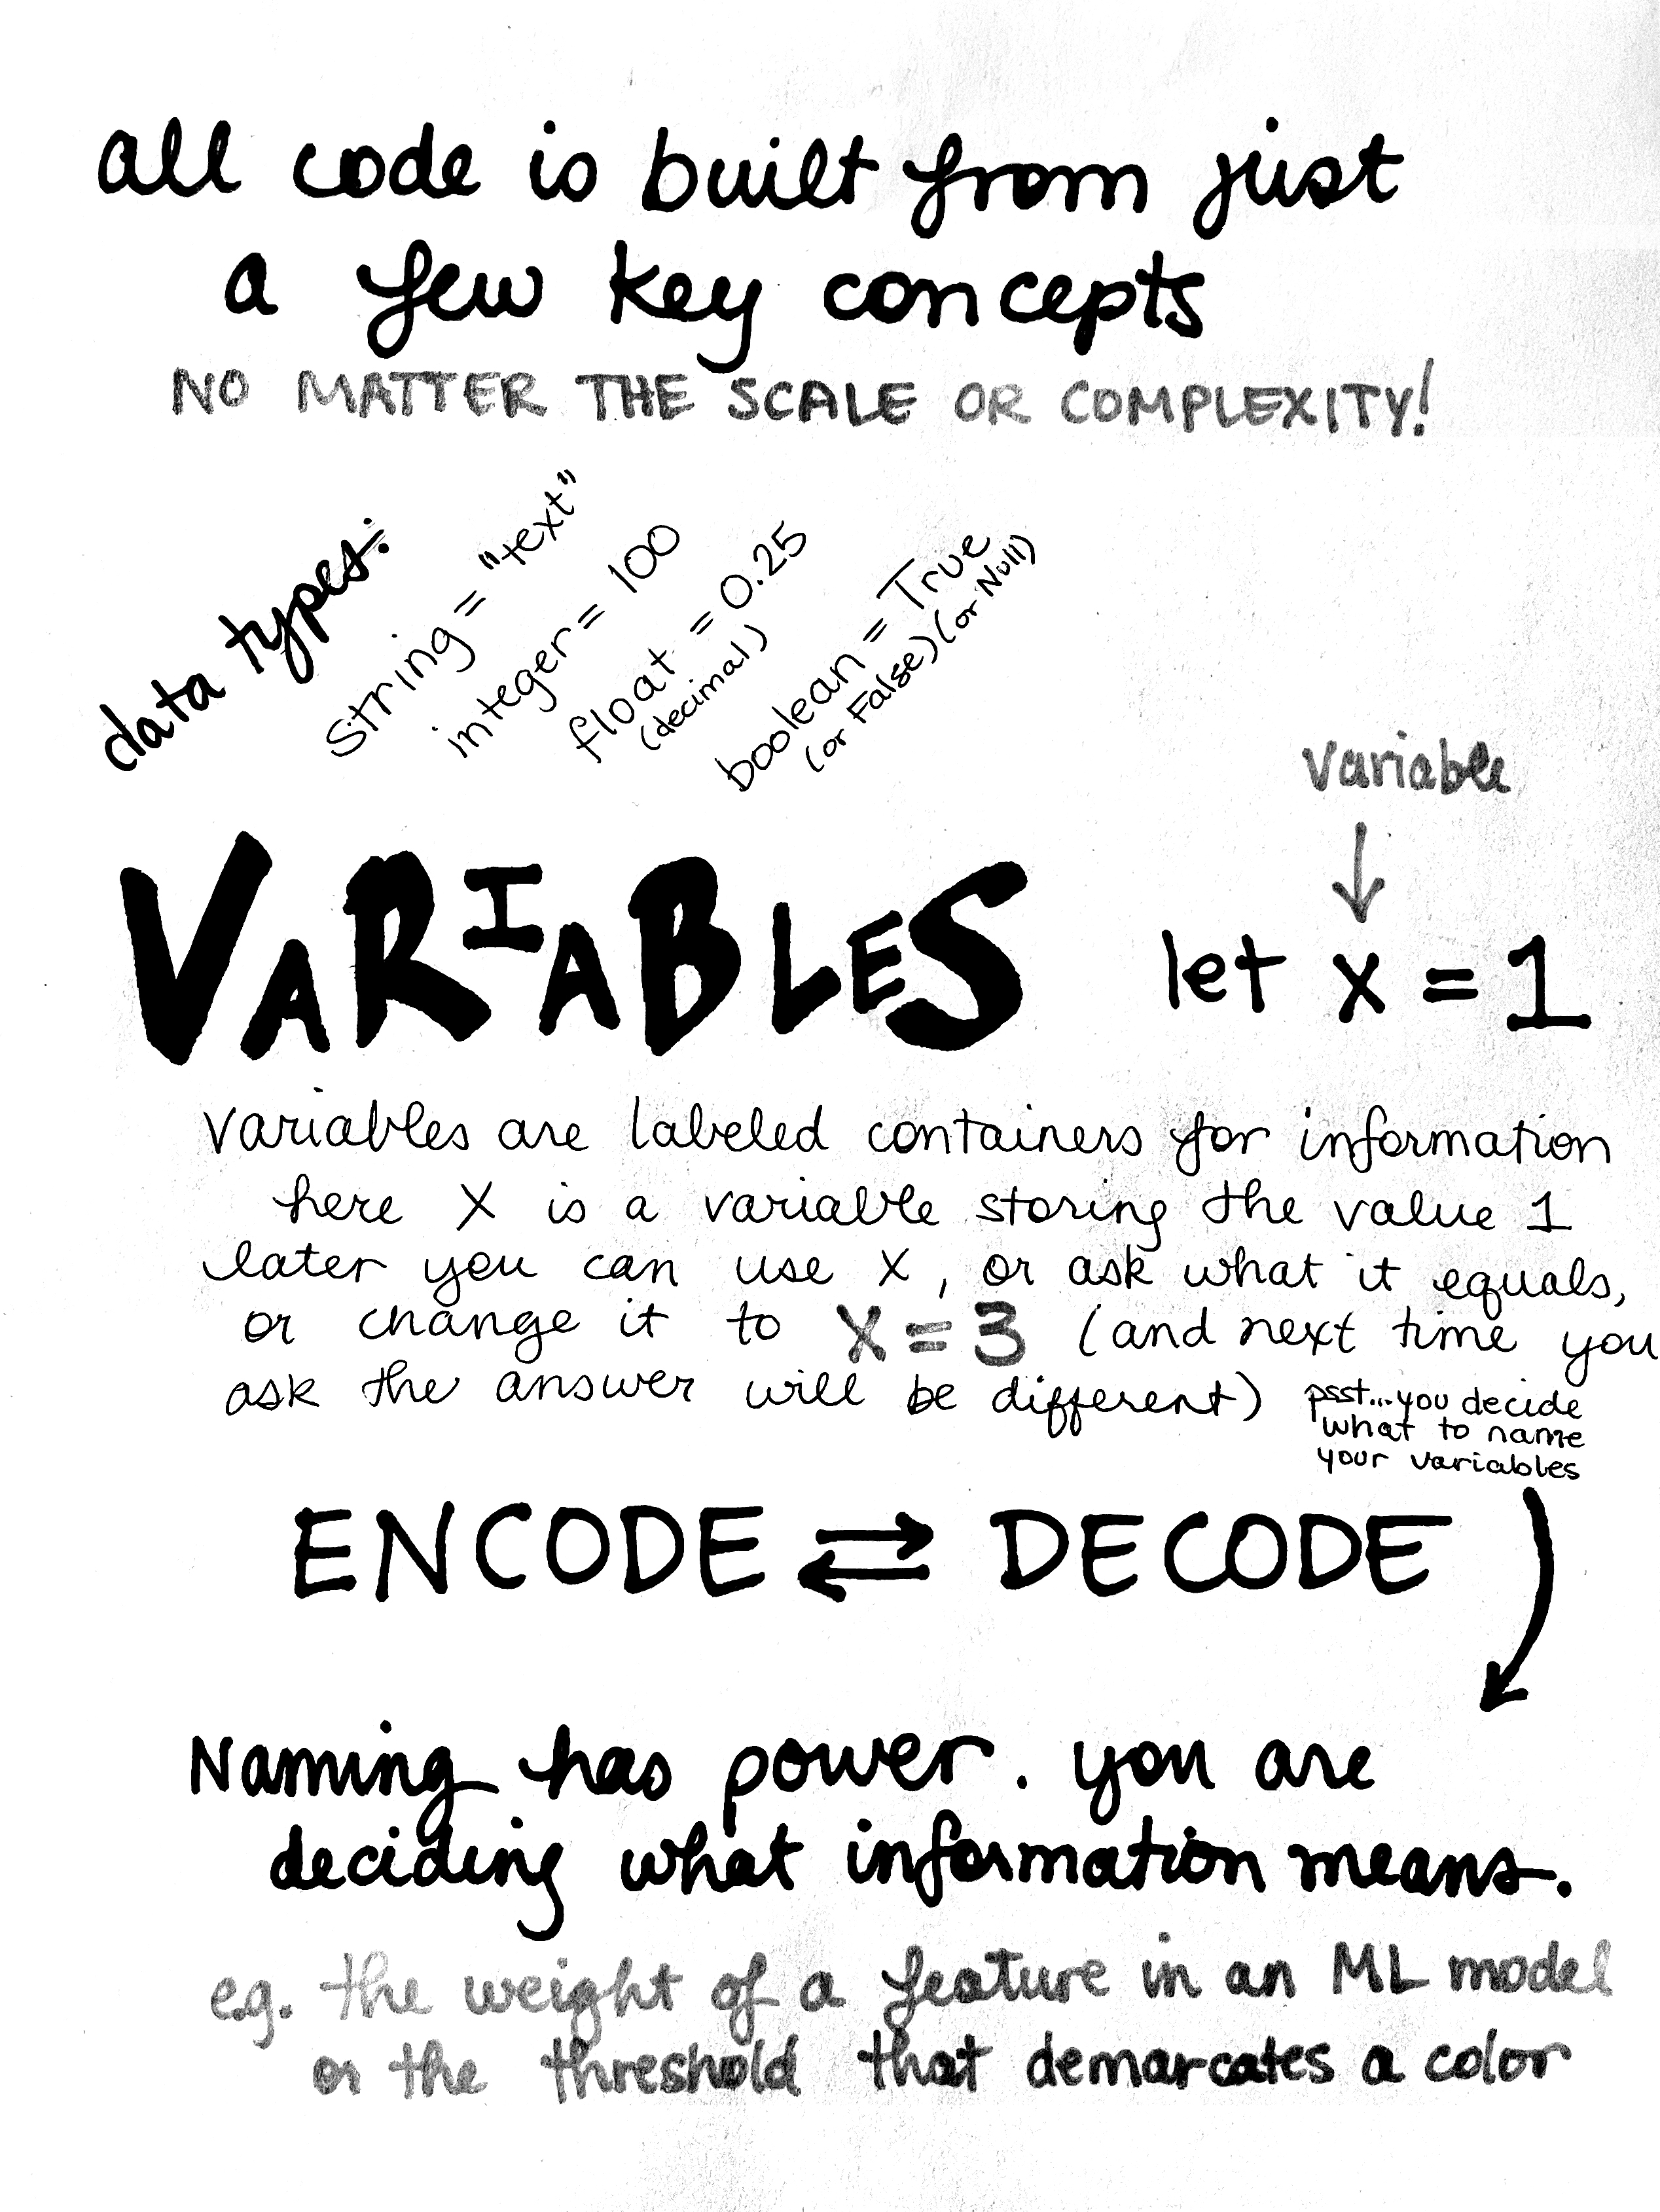 all code is built from just
a few key concepts
NO MATTER THE SCALE OR COMPLEXITY!
data types:
string = "text"
integer = 100
float = 0.25
(decimal)
boolean = True
(or False) (or Null)
variable
VARIABLES
let x = 1
variables are labeled containers for information
here x is a variable storing the value 1
later you can use x, or ask what it equals,
or change it to x = 3 (and next time you
ask the answer will be different)
psst...you decide
what to name
your variables
ENCODE ⇄ DECODE
Naming has power. you are
deciding what information means.
e.g. the weight of a feature in an ML model
or the threshold that demarcates a color